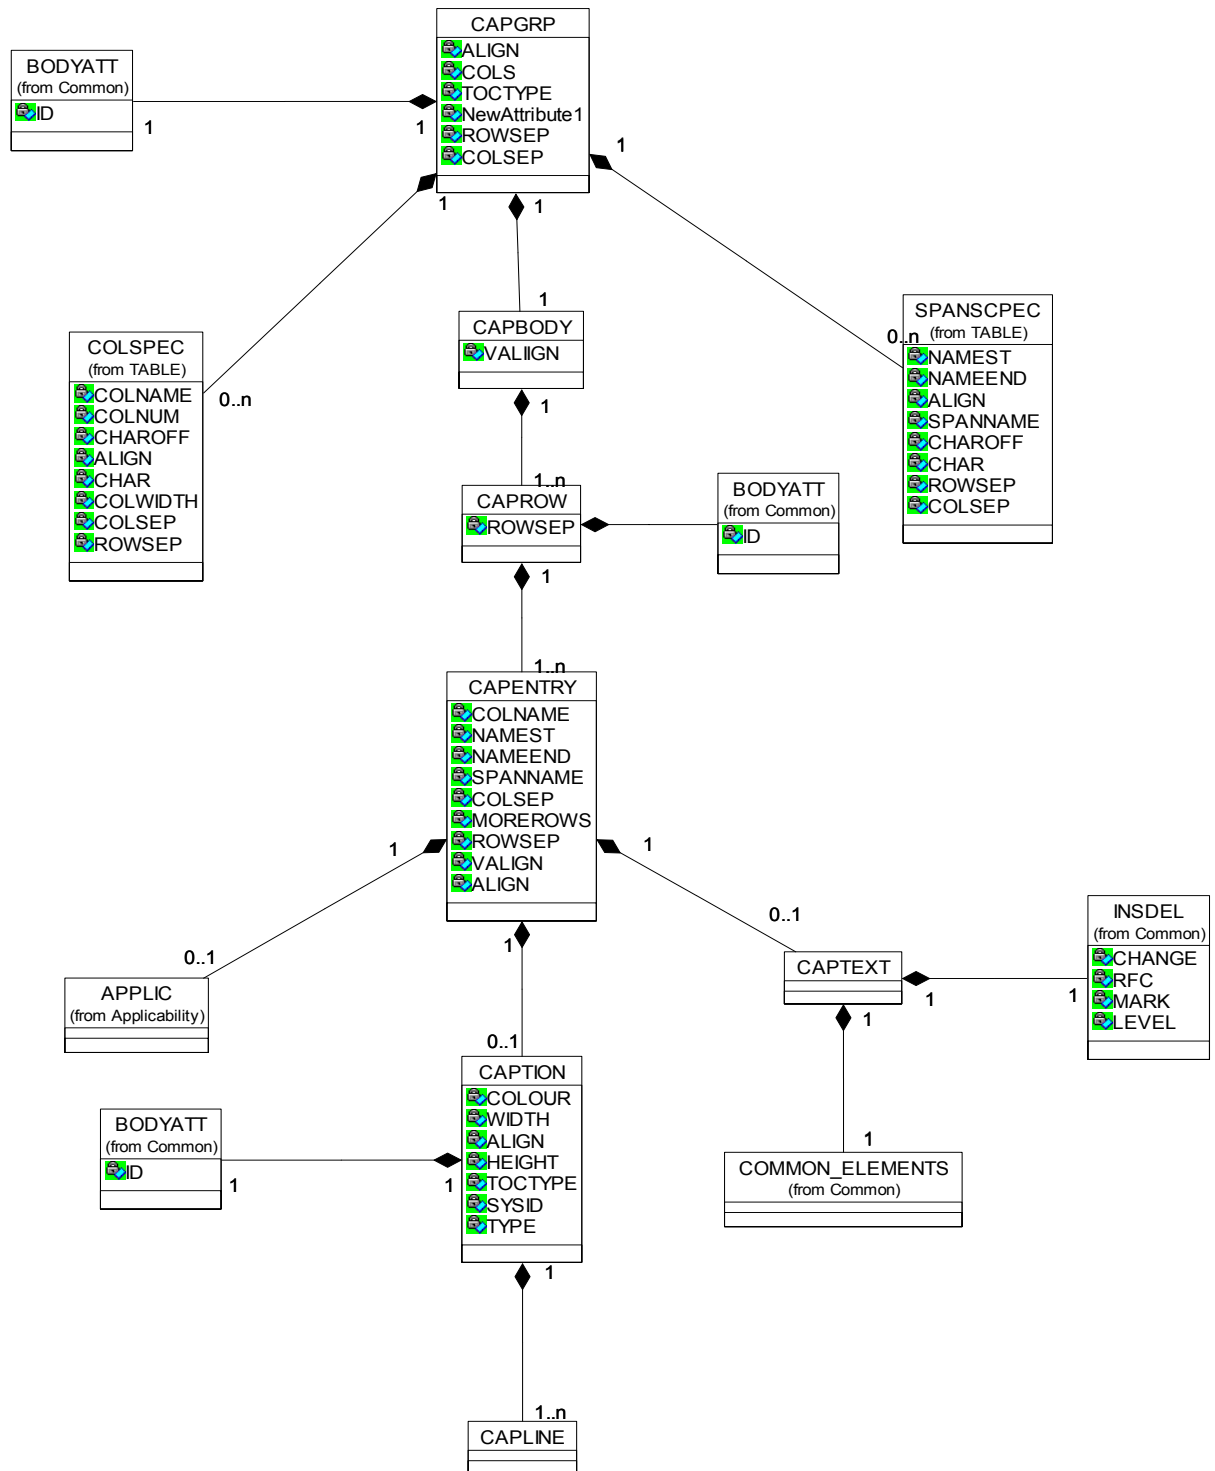 CAPGRP
ALIGN
COLS
TOCTYPE
NewAttribute1
ROWSEP
COLSEP
BODYATT
(from Common)
ID
1
1
1
1
1
1
CAPBODY
VALIIGN
COLSPEC
(from TABLE)
COLNAME
COLNUM
CHAROFF
ALIGN
CHAR
COLWIDTH
COLSEP
ROWSEP
0..n
SPANSCPEC
(from TABLE)
0..n
NAMEST
NAMEEND
ALIGN
SPANNAME
CHAROFF
CHAR
ROWSEP
COLSEP
1
1..n
CAPROW
ROWSEP
BODYATT
(from Common)
ID
1
1..n
CAPENTRY
COLNAME
NAMEST
NAMEEND
SPANNAME
COLSEP
MOREROWS
ROWSEP
VALIGN
ALIGN
1
1
1
0..1
0..1
APPLIC
(from Applicability)
CAPTEXT
1
1
1
INSDEL
(from Common)
CHANGE
RFC
MARK
LEVEL
0..1
CAPTION
COLOUR
WIDTH
ALIGN
HEIGHT
TOCTYPE
SYSID
TYPE
BODYATT
(from Common)
ID
1
1
1
COMMON_ELEMENTS
(from Common)
1
1..n
CAPLINE